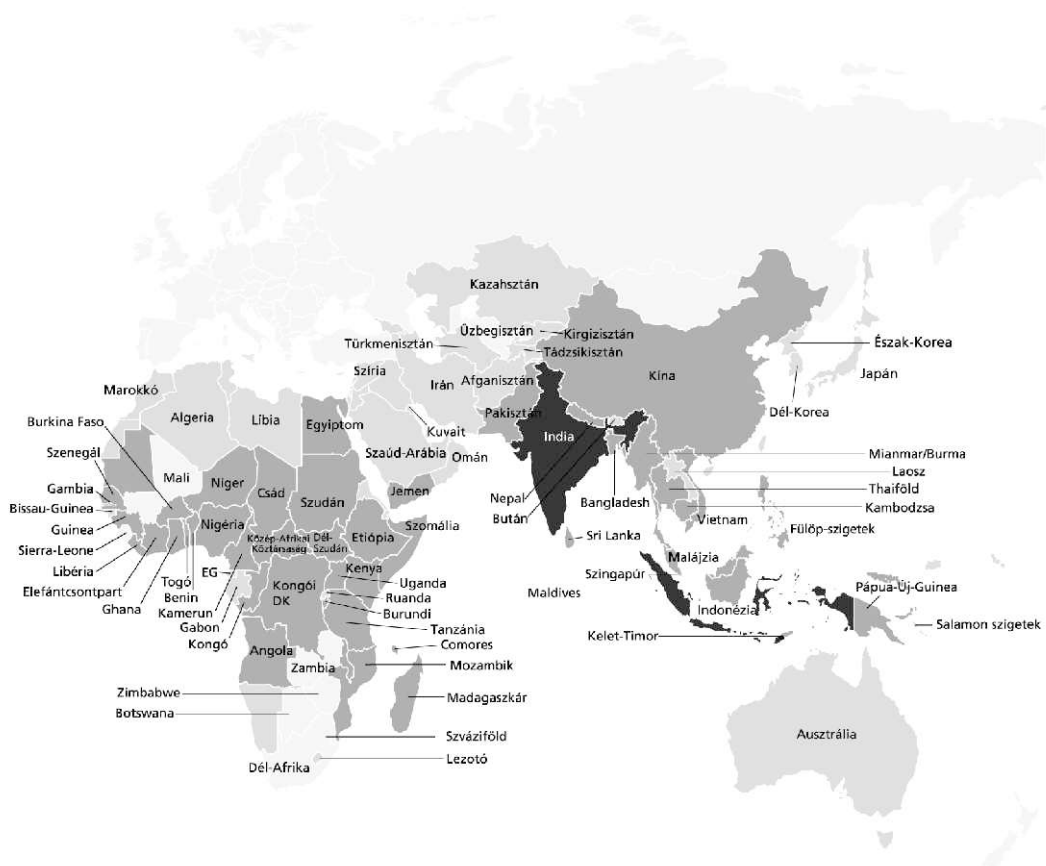 Kazahsztán
Üzbegisztán
Kirgizisztán
Türkmenisztán
Tádzsikisztán
Észak-Korea
Szíria
Irán
Afganisztán
Kína
Japán
Marokkó
Dél-Korea
Algeria
Líbia
Egyiptom
Pakisztán
Burkina Faso
Kuvait
India
Szenegál
Szaúd-Arábia
Omán
Mianmar/Burma
Mali
Laosz
Gambia
Niger
Csád
Szudán
Jemen
Nepal
Bangladesh
Thaiföld
Bissau-Guinea
Kambodzsa
Guinea
Nigéria
Szomália
Bután
Vietnam
Fülöp-szigetek
Sierra-Leone
Közép-Afrikai
Köztársaság
Dél-
Szudán
Etiópia
Sri Lanka
Libéria
EG
Kenya
Malájzia
Elefántcsontpart
Togó
Kongói
DK
Uganda
Szingapúr
Ghana
Benin
Ruanda
Maldives
Pápua-Új-Guinea
Kamerun
Burundi
Indonézia
Gabon
Tanzánia
Salamon szigetek
Kongó
Comores
Kelet-Timor
Angola
Zambia
Mozambik
Zimbabwe
Madagaszkár
Botswana
Szváziföld
Ausztrália
Dél-Afrika
Lezotó